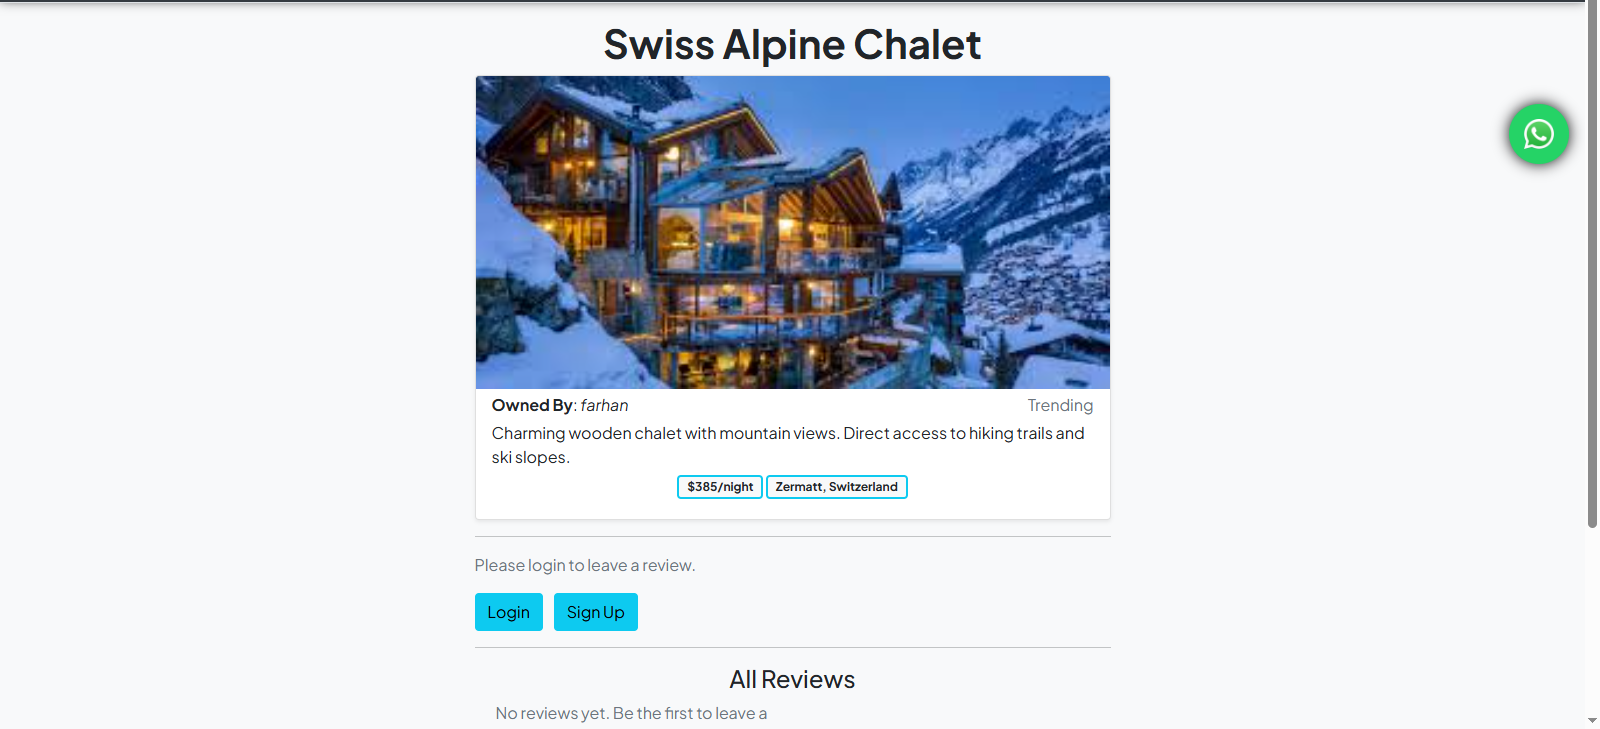 Swiss Alpine Chalet
Owned By: farhan
Trending
Charming wooden chalet with mountain views. Direct access to hiking trails and
ski slopes.
$385/night
Zermatt, Switzerland
Please login to leave a review.
Login
Sign Up
All Reviews
No reviews yet. Be the first to leave a